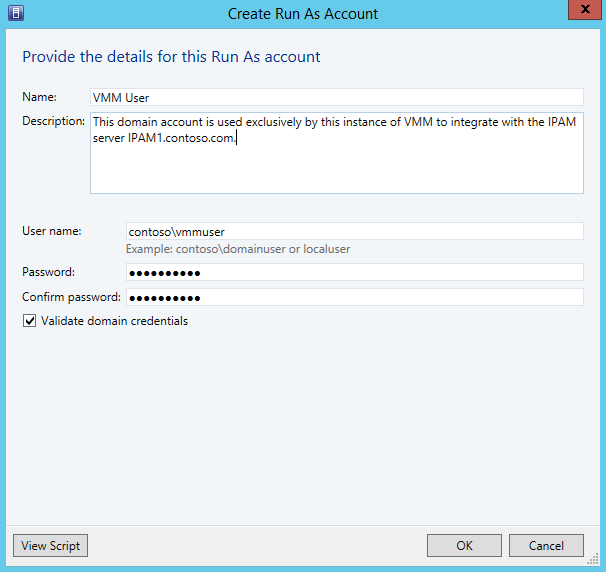 Create Run As Account
Provide the details for this Run As account
Name: VMM User
Description: This domain account is used exclusively by this instance of VMM to integrate with the IPAM
server IPAM1.contoso.com.
User name: contoso\vmmuser
Example: contoso\domainuser or localuser
Password: ●●●●●●●●●●
Confirm password: ●●●●●●●●●●
Validate domain credentials
View Script OK Cancel